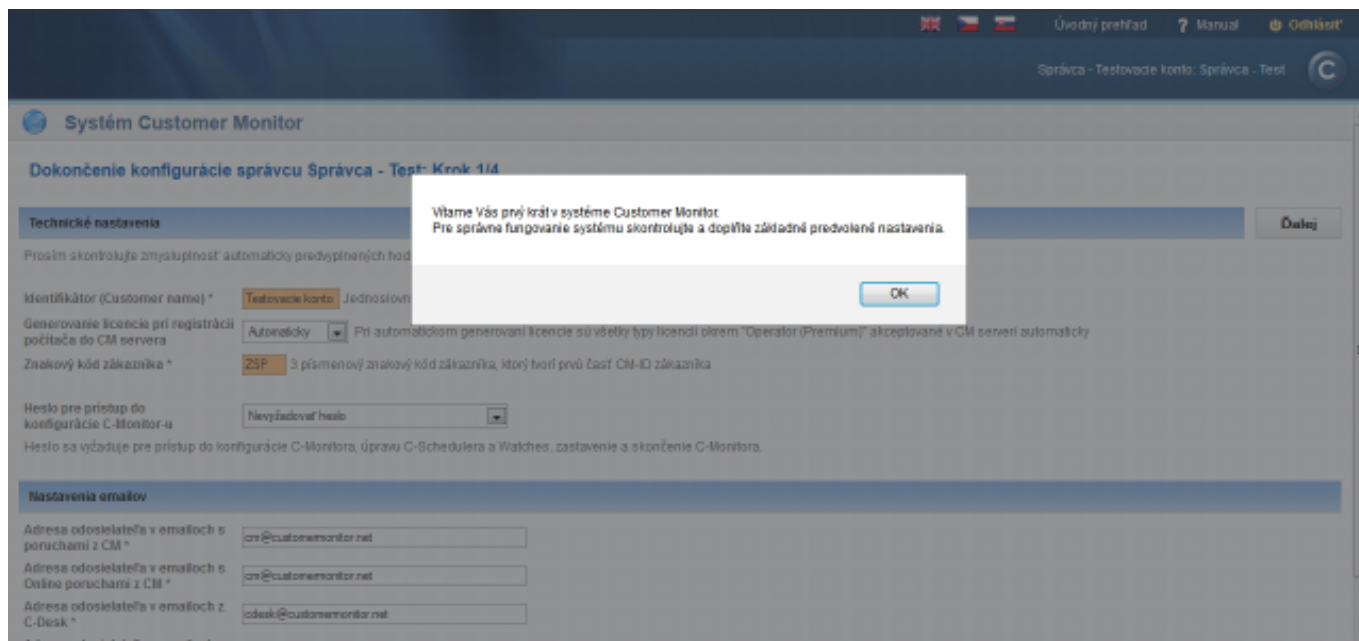 Úvodný prehľad ? Manual Odhlásiť
Správca - Testovacie konto: Správca - Test
Systém Customer Monitor
Dokončenie konfigurácie správcu Správca - Test: Krok 1/4
Vítame Vás prvý krát v systéme Customer Monitor.
Pre správne fungovanie systému skontrolujte a doplňte základné predvolené nastavenia.
OK
Technické nastavenia
Ďalej
Prosím skontrolujte zmysluplnosť automaticky predvyplnených hod
Identifikátor (Customer name) * Testovacie konto Jednoslovn
Generovanie licencie pri registrácii
počítača do CM servera
Automaticky Pri automatickom generovaní licencie sú všetky typy licencií okrem "Operator (Premium)" akceptované v CM serveri automaticky
Znakový kód zákazníka * ZSP 3 písmenový znakový kód zákazníka, ktorý tvorí prvú časť CM-ID zákazníka
Heslo pre prístup do
konfigurácie C-Monitor-u
Nevyžadovať heslo
Heslo sa vyžaduje pre prístup do konfigurácie C-Monitora, úpravu C-Schedulera a Watches, zastavenie a skončenie C-Monitora.
Nastavenia emailov
Adresa odosielateľa v emailoch s
poruchami z CM *
cm@customermonitor.net
Adresa odosielateľa v emailoch s
Online poruchami z CM *
cm@customermonitor.net
Adresa odosielateľa v emailoch z
C-Desk *
cdesk@customermonitor.net